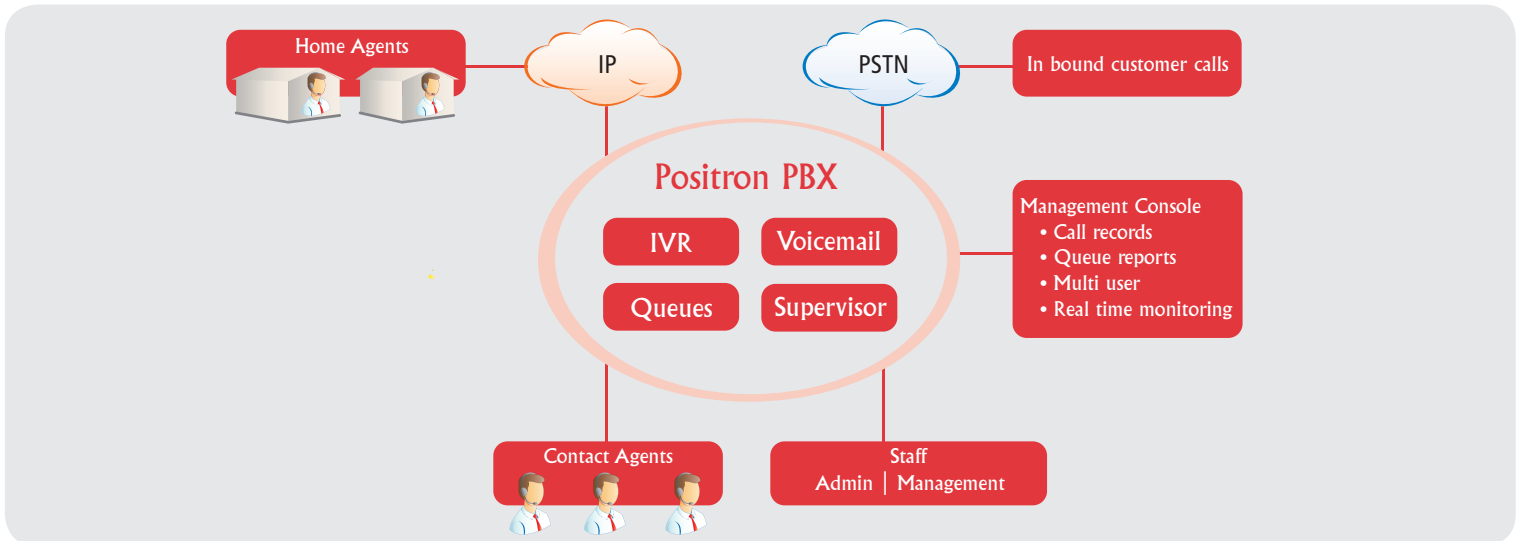 Home Agents
IP
PSTN
In bound customer calls
Positron PBX
IVR
Voicemail
Queues
Supervisor
Management Console
• Call records
• Queue reports
• Multi user
• Real time monitoring
Contact Agents
Staff
Admin | Management